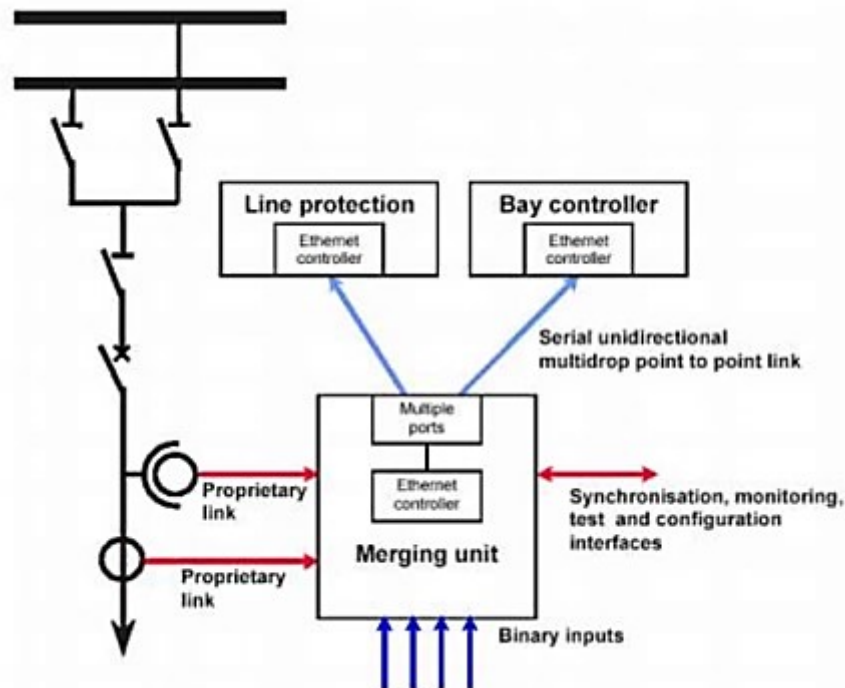 Line protection
Ethernet
controller
Bay controller
Ethernet
controller
Serial unidirectional
multidrop point to point link
Multiple
ports
Ethernet
controller
Merging unit
Proprietary
link
Proprietary
link
Synchronisation, monitoring,
test and configuration
interfaces
Binary inputs